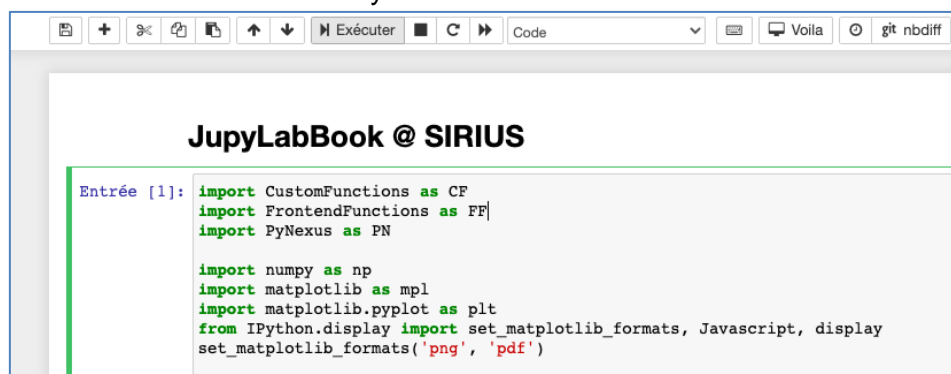 Exécuter
Code
Voila
git nbdiff
JupyLabBook @ SIRIUS
Entrée [1]: import CustomFunctions as CF
import FrontendFunctions as FF
import PyNexus as PN
import numpy as np
import matplotlib as mpl
import matplotlib.pyplot as plt
from IPython.display import set_matplotlib_formats, Javascript, display
set_matplotlib_formats('png', 'pdf')